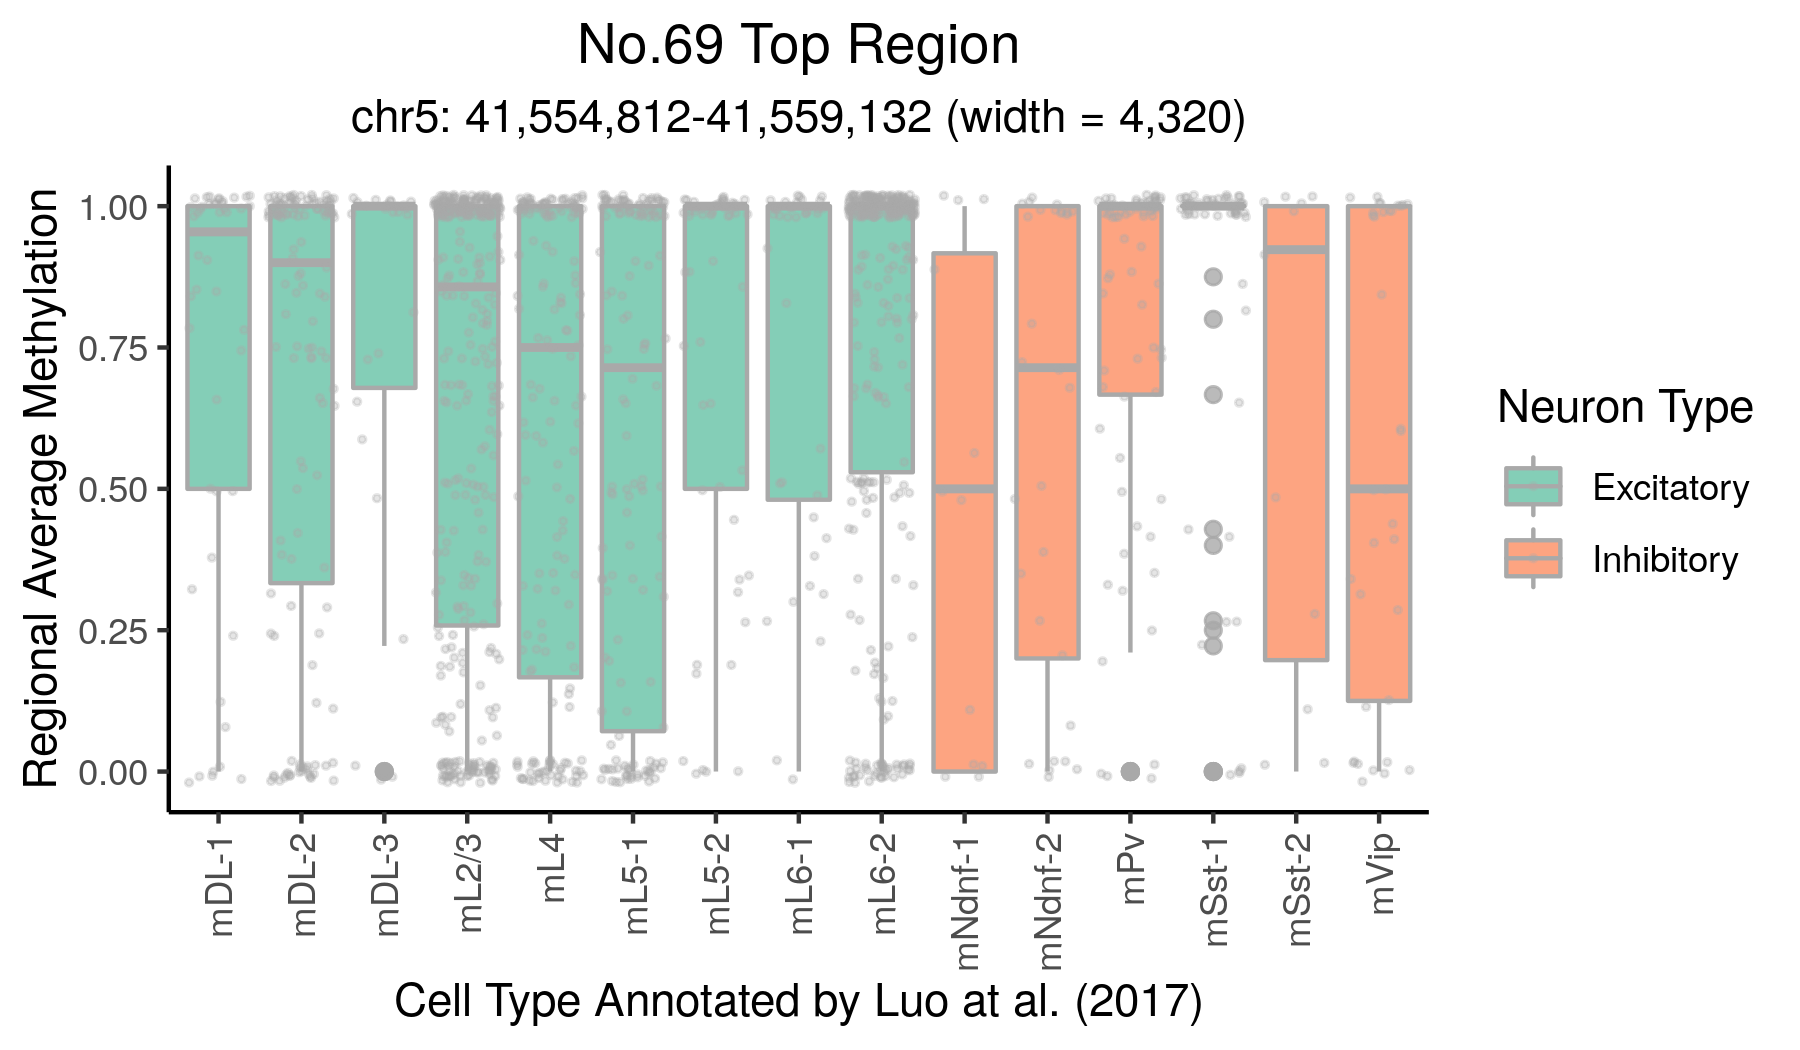 No.69 Top Region
chr5: 41,554,812-41,559,132 (width = 4,320)
Regional Average Methylation
1.00
0.75
0.50
0.25
0.00
mDL-1
mDL-2
mDL-3
mL2/3
mL4
mL5-1
mL5-2
mL6-1
mL6-2
mNdnf-1
mNdnf-2
mPv
mSst-1
mSst-2
mVip
Cell Type Annotated by Luo at al. (2017)
Neuron Type
Excitatory
Inhibitory